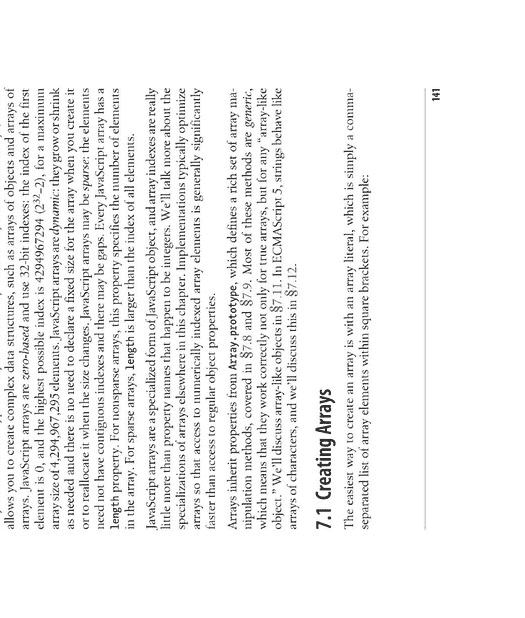 allows you to create complex data structures, such as arrays of objects and arrays of
arrays. JavaScript arrays are zero-based and use 32-bit indexes: the index of the first
element is 0, and the highest possible index is 4294967294 (2³²−2), for a maximum
array size of 4,294,967,295 elements. JavaScript arrays are dynamic: they grow or shrink
as needed and there is no need to declare a fixed size for the array when you create it
or to reallocate it when the size changes. JavaScript arrays may be sparse: the elements
need not have contiguous indexes and there may be gaps. Every JavaScript array has a
length property. For nonsparse arrays, this property specifies the number of elements
in the array. For sparse arrays, length is larger than the index of all elements.
JavaScript arrays are a specialized form of JavaScript object, and array indexes are really
little more than property names that happen to be integers. We'll talk more about the
specializations of arrays elsewhere in this chapter. Implementations typically optimize
arrays so that access to numerically indexed array elements is generally significantly
faster than access to regular object properties.
Arrays inherit properties from Array.prototype, which defines a rich set of array ma-
nipulation methods, covered in §7.8 and §7.9. Most of these methods are generic,
which means that they work correctly not only for true arrays, but for any "array-like
object." We'll discuss array-like objects in §7.11. In ECMAScript 5, strings behave like
arrays of characters, and we'll discuss this in §7.12.
7.1 Creating Arrays
The easiest way to create an array is with an array literal, which is simply a comma-
separated list of array elements within square brackets. For example:
141